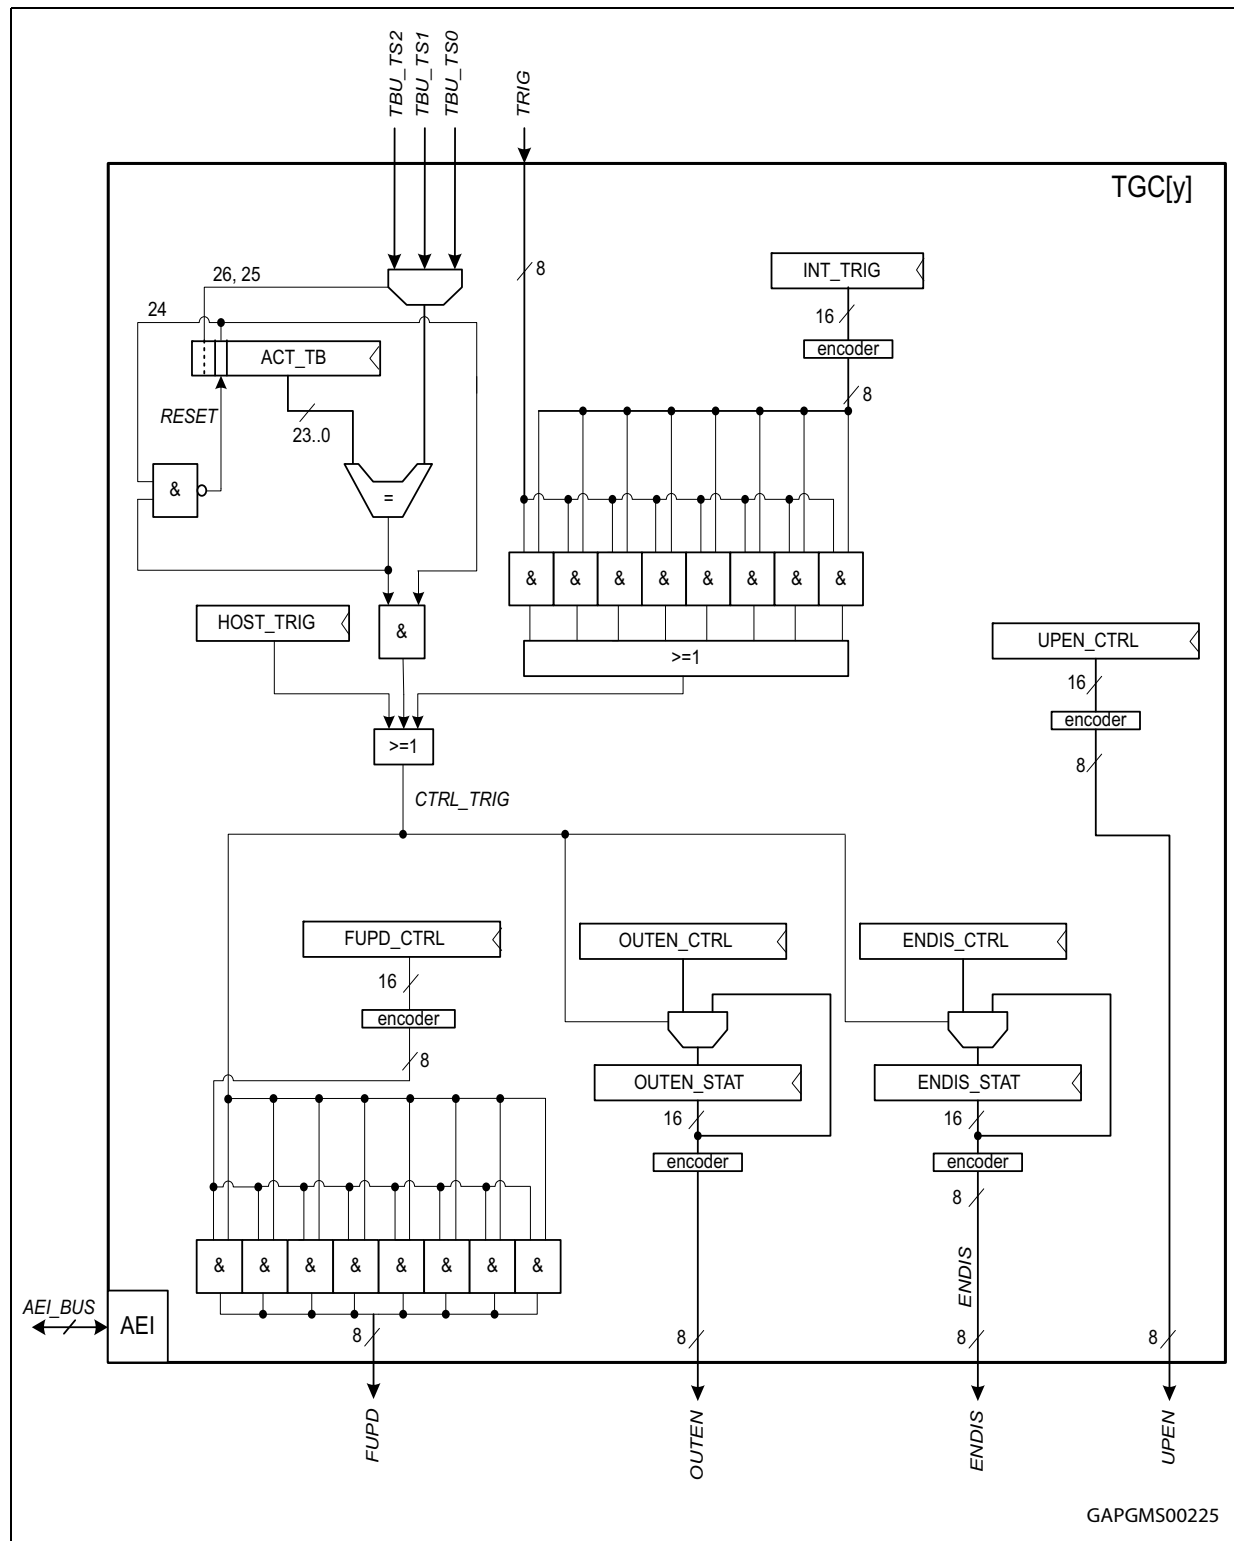 TBU_TS2
TBU_TS1
TBU_TS0
TRIG
TGC[y]
8
INT_TRIG
26, 25
24
16
encoder
ACT_TB
8
RESET
23..0
&
=
& & & & & & & &
HOST_TRIG
&
>=1
UPEN_CTRL
16
encoder
>=1
8
CTRL_TRIG
FUPD_CTRL
OUTEN_CTRL
ENDIS_CTRL
16
encoder
8
OUTEN_STAT
ENDIS_STAT
16
16
encoder
encoder
8
& & & & & & & &
ENDIS
AEI_BUS
AEI
8
8
8
8
FUPD
OUTEN
ENDIS
UPEN
GAPGMS00225